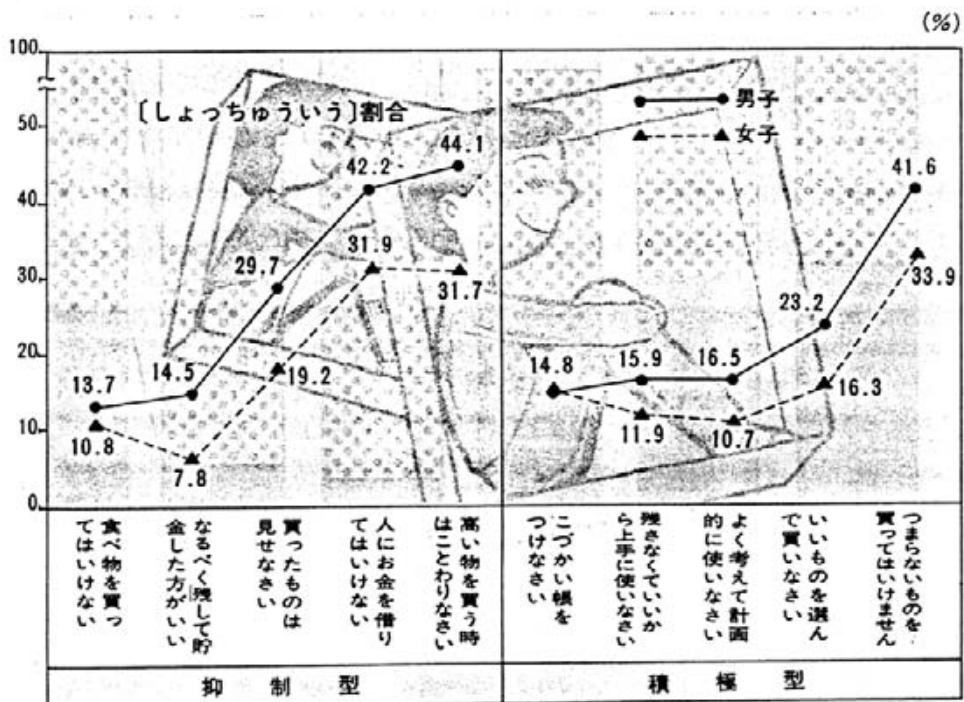 (%)
100
50
40
30
20
10
0
〔しょっちゅういう〕割合
男子
女子
13.7
14.5
29.7
42.2
44.1
10.8
7.8
19.2
31.9
31.7
14.8
15.9
16.5
23.2
41.6
11.9
10.7
16.3
33.9
食べ物を買っ
てはいけない
なるべく残して貯
金した方がいい
買ったものは
見せなさい
人にお金を借り
てはいけない
高い物を買う時
はことわりなさい
こづかい帳を
つけなさい
残さなくていいか
ら上手に使いなさい
よく考えて計画
的に使いなさい
いいものを選ん
で買いなさい
つまらないものを
買ってはいけません
抑制型
積極型